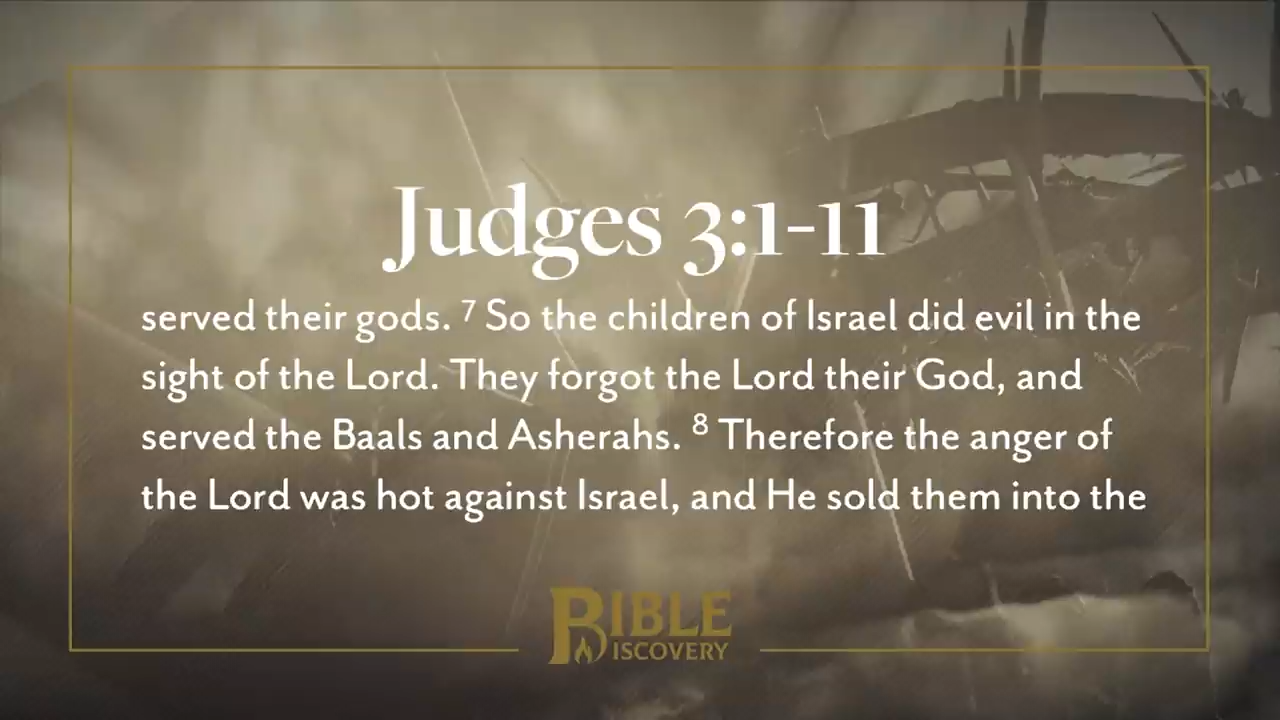 Judges 3:1-11
served their gods. ⁷ So the children of Israel did evil in the
sight of the Lord. They forgot the Lord their God, and
served the Baals and Asherahs. ⁸ Therefore the anger of
the Lord was hot against Israel, and He sold them into the
BIBLE
DISCOVERY